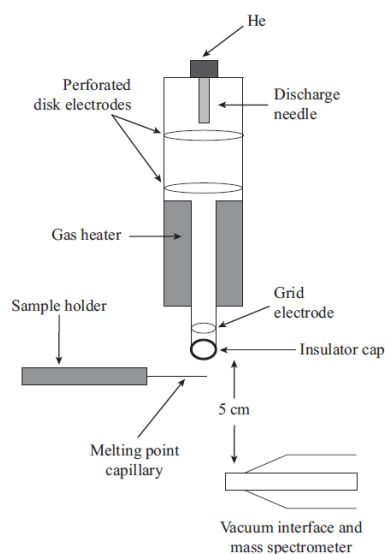 He
Perforated
disk electrodes
Discharge
needle
Gas heater
Grid
electrode
Sample holder
Insulator cap
5 cm
Melting point
capillary
Vacuum interface and
mass spectrometer